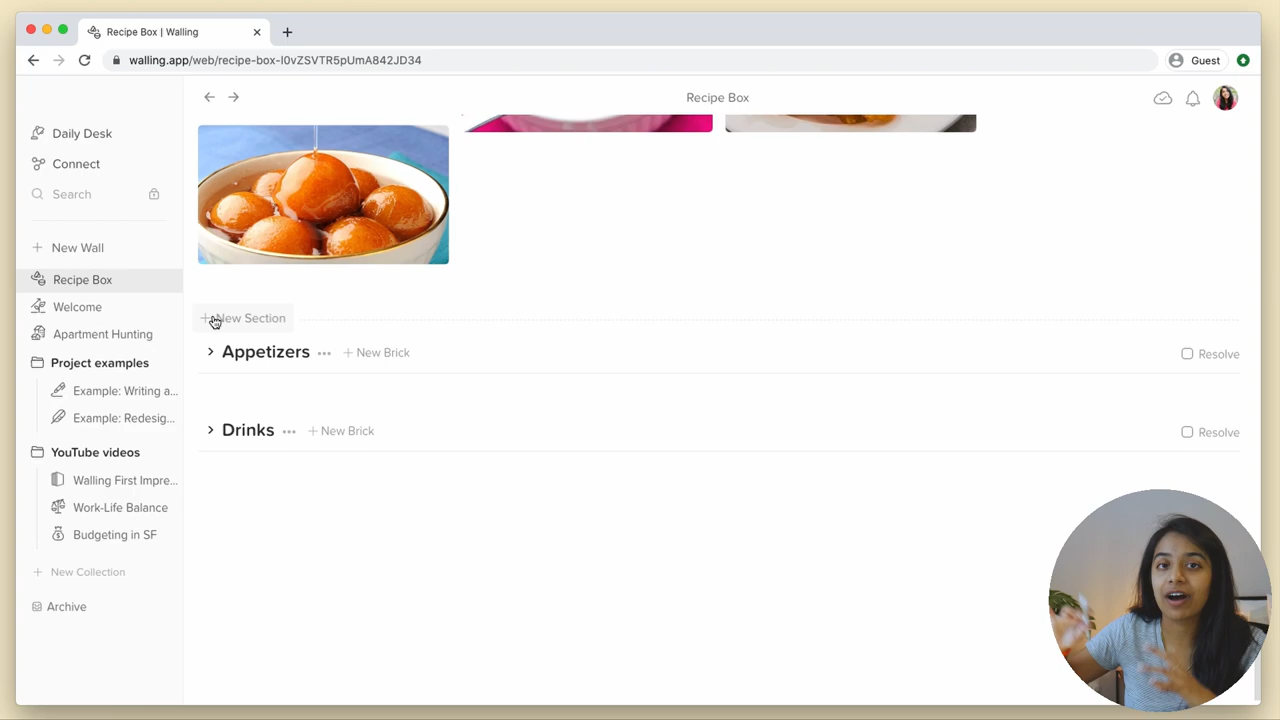 Recipe Box | Walling
walling.app/web/recipe-box-l0vZSVTR5pUmA842JD34
Guest
Recipe Box
Daily Desk
Connect
Search
New Wall
Recipe Box
Welcome
Apartment Hunting
Project examples
Example: Writing a...
Example: Redesig...
YouTube videos
Walling First Impre...
Work-Life Balance
Budgeting in SF
New Collection
Archive
+ New Section
Appetizers ••• + New Brick
Resolve
Drinks ••• + New Brick
Resolve